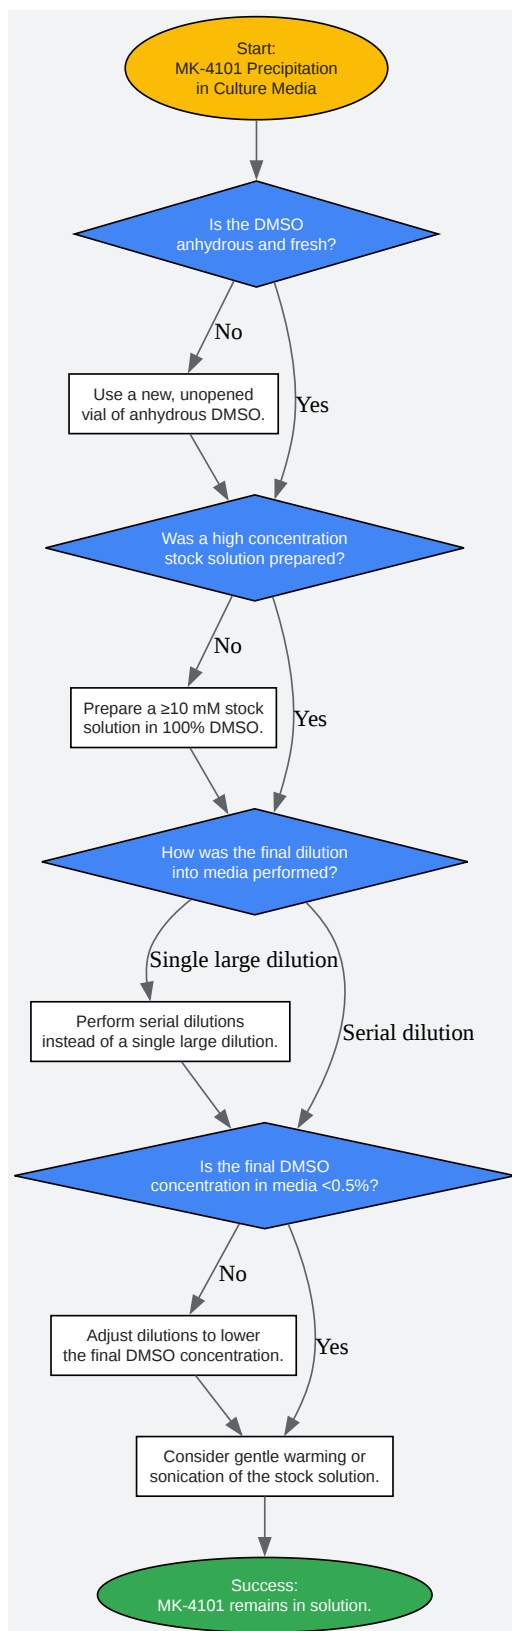 Start:
MK-4101 Precipitation
in Culture Media
Is the DMSO
anhydrous and fresh?
No
Use a new, unopened
vial of anhydrous DMSO.
Yes
Was a high concentration
stock solution prepared?
No
Prepare a ≥10 mM stock
solution in 100% DMSO.
Yes
How was the final dilution
into media performed?
Single large dilution
Perform serial dilutions
instead of a single large dilution.
Serial dilution
Is the final DMSO
concentration in media <0.5%?
No
Adjust dilutions to lower
the final DMSO concentration.
Yes
Consider gentle warming or
sonication of the stock solution.
Success:
MK-4101 remains in solution.